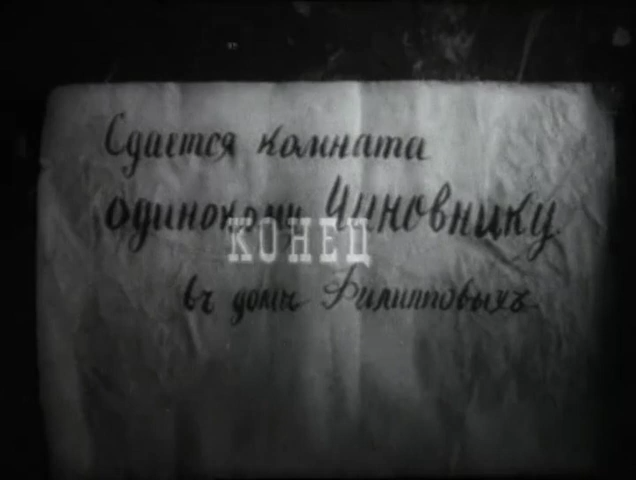 Сдается комната
одинокому Чиновнику
КОНЕЦ
въ домѣ Филипповыхъ